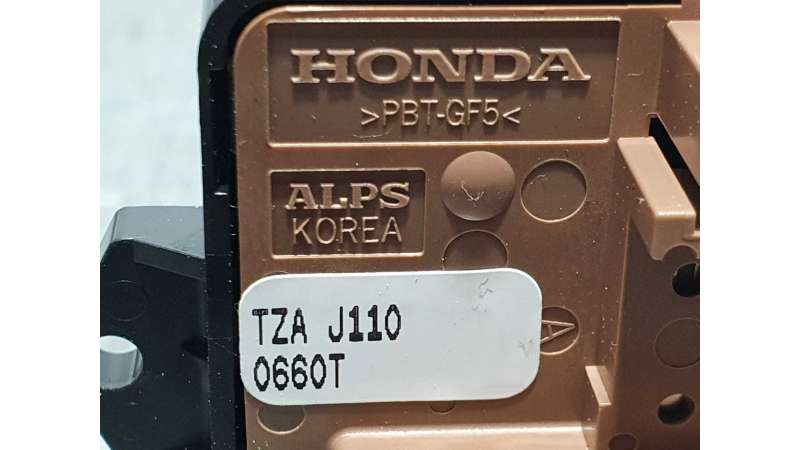 HONDA
>PBT-GF5<
ALPS
KOREA
TZA J110
0660T
A